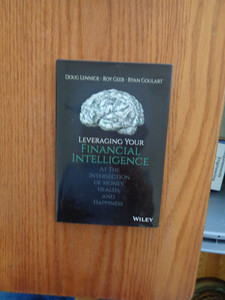 Doug Lennick · Roy Geer · Ryan Goulart
Leveraging Your
Financial Intelligence
At The
Intersection
of Money,
Health,
and
Happiness
WILEY